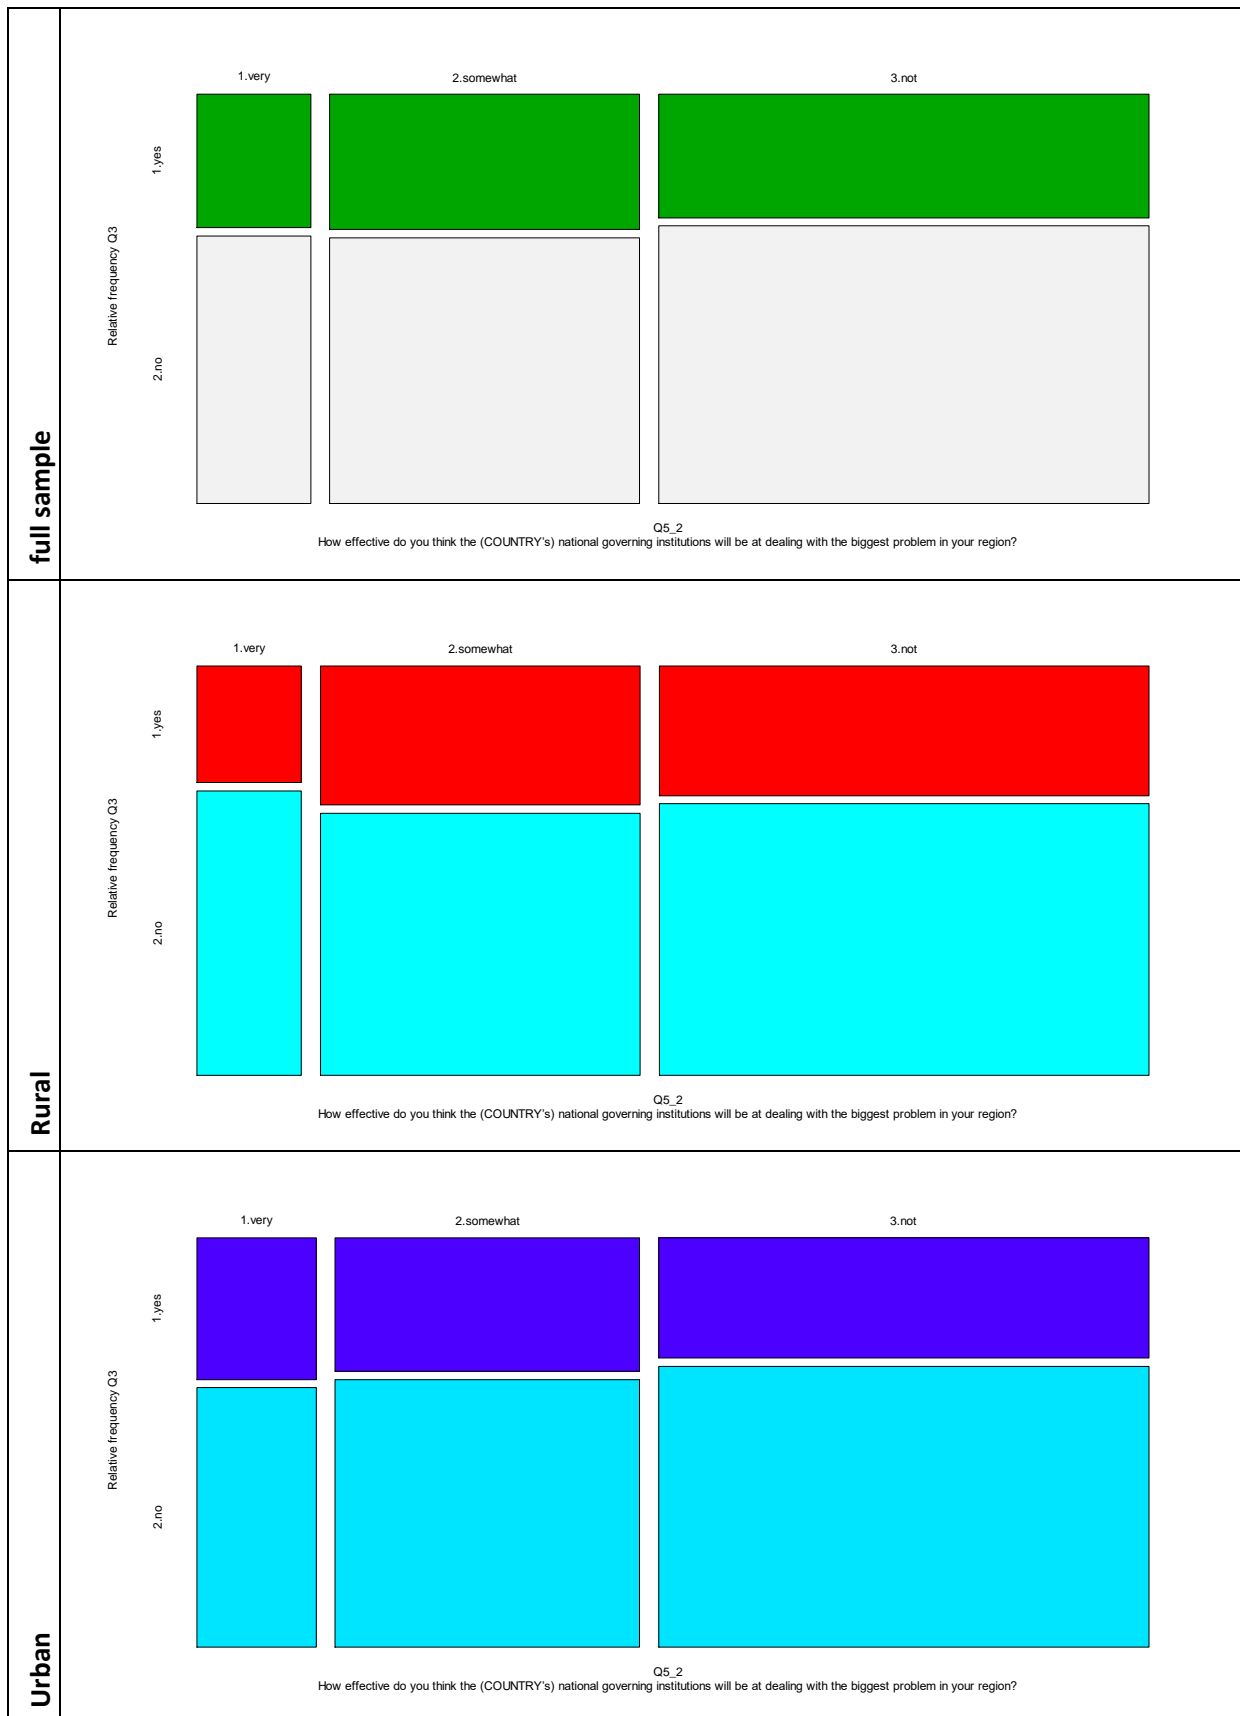 full sample
1.very
2.somewhat
3.not
1.yes
2.no
Relative frequency Q3
Q5_2
How effective do you think the (COUNTRY's) national governing institutions will be at dealing with the biggest problem in your region?
Rural
1.very
2.somewhat
3.not
1.yes
2.no
Relative frequency Q3
Q5_2
How effective do you think the (COUNTRY's) national governing institutions will be at dealing with the biggest problem in your region?
Urban
1.very
2.somewhat
3.not
1.yes
2.no
Relative frequency Q3
Q5_2
How effective do you think the (COUNTRY's) national governing institutions will be at dealing with the biggest problem in your region?